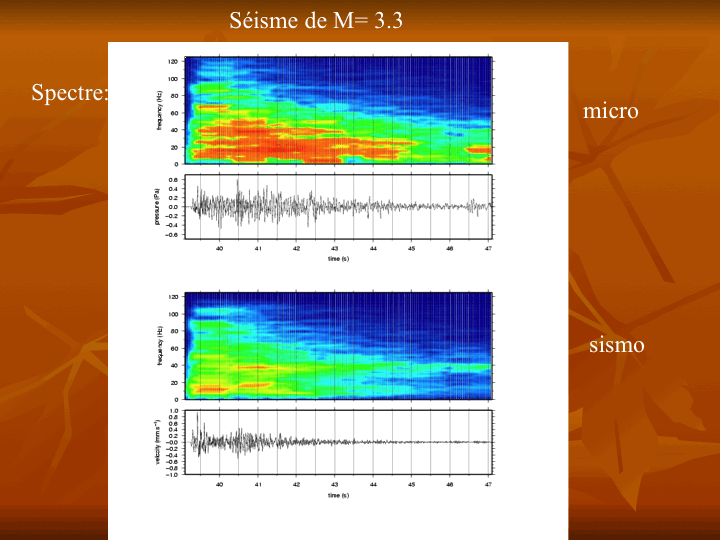 Séisme de M= 3.3
Spectre:
micro
120
100
80
60
40
20
0
frequency (Hz)
0.6
0.4
0.2
0.0
−0.2
−0.4
−0.6
pressure (Pa)
40 41 42 43 44 45 46 47
time (s)
sismo
120
100
80
60
40
20
0
frequency (Hz)
1.0
0.8
0.6
0.4
0.2
0.0
−0.2
−0.4
−0.6
−0.8
−1.0
velocity (mm s⁻¹)
40 41 42 43 44 45 46 47
time (s)